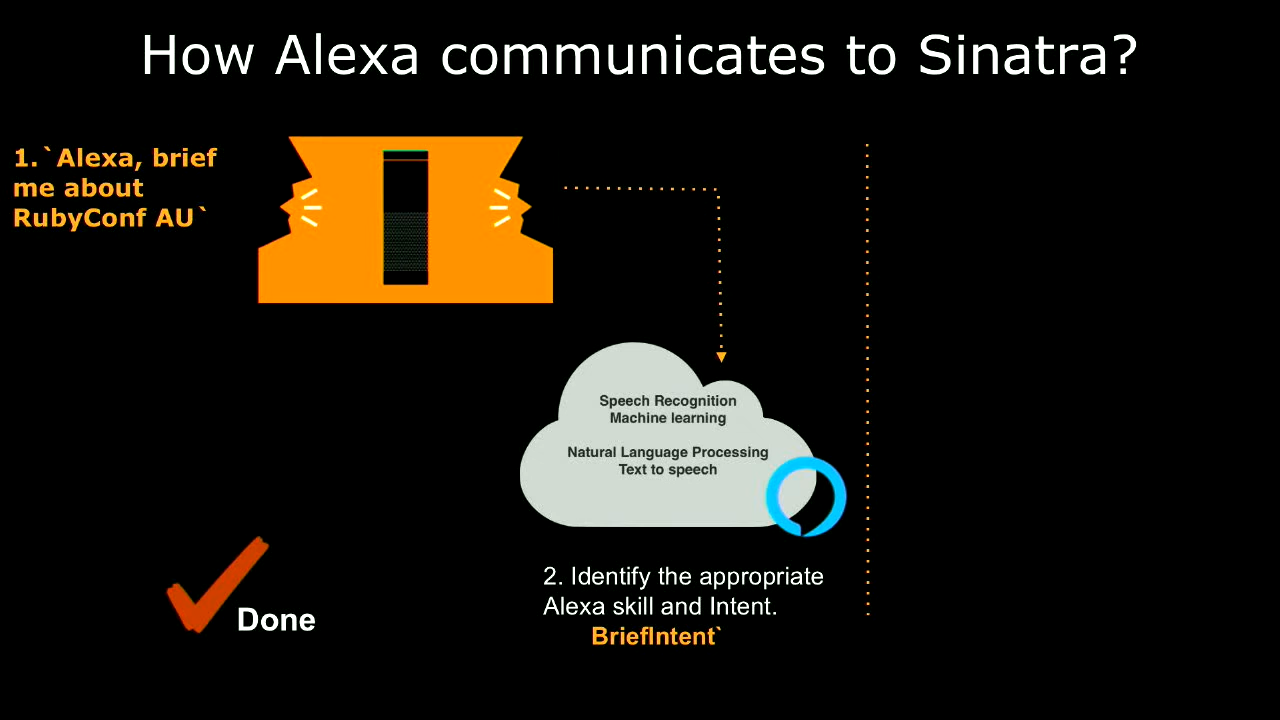 How Alexa communicates to Sinatra?
1.`Alexa, brief
me about
RubyConf AU`
Speech Recognition
Machine learning
Natural Language Processing
Text to speech
2. Identify the appropriate
Alexa skill and Intent.
BriefIntent`
Done